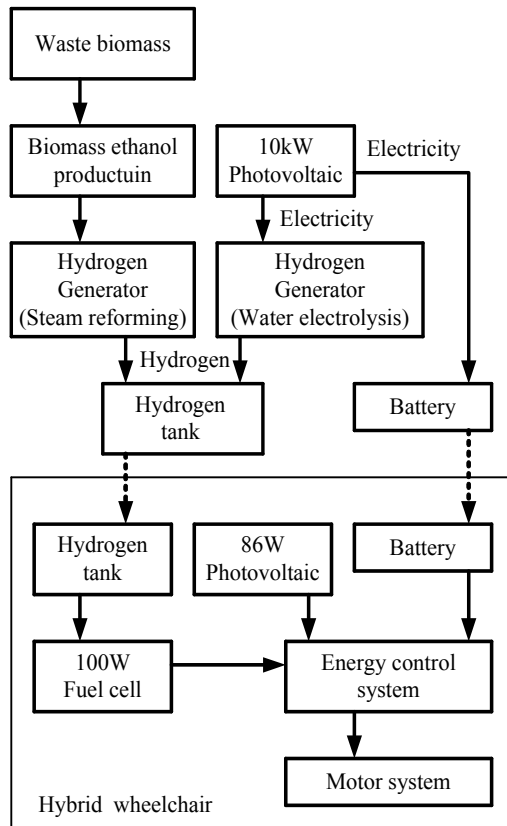 Waste biomass
Biomass ethanol
productuin
10kW
Photovoltaic
Electricity
Electricity
Hydrogen
Generator
(Steam reforming)
Hydrogen
Generator
(Water electrolysis)
Hydrogen
Hydrogen
tank
Battery
Hydrogen
tank
86W
Photovoltaic
Battery
100W
Fuel cell
Energy control
system
Motor system
Hybrid wheelchair